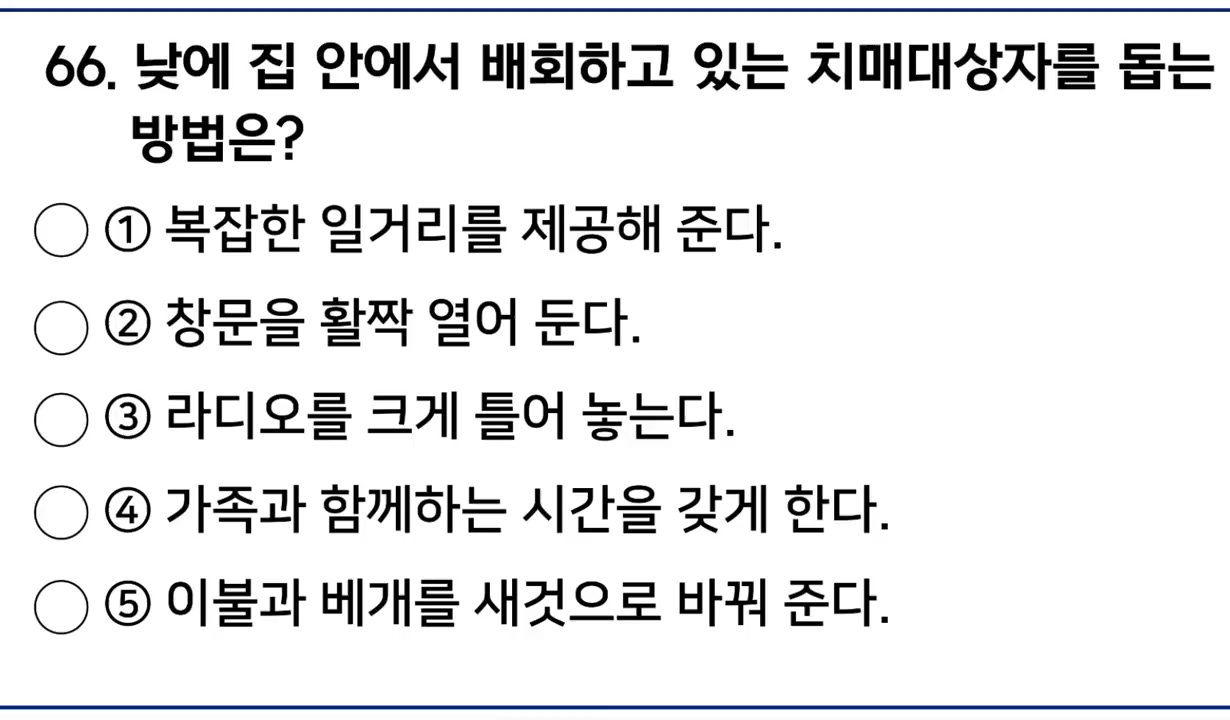 66. 낮에 집 안에서 배회하고 있는 치매대상자를 돕는
방법은?
① 복잡한 일거리를 제공해 준다.
② 창문을 활짝 열어 둔다.
③ 라디오를 크게 틀어 놓는다.
④ 가족과 함께하는 시간을 갖게 한다.
⑤ 이불과 베개를 새것으로 바꿔 준다.